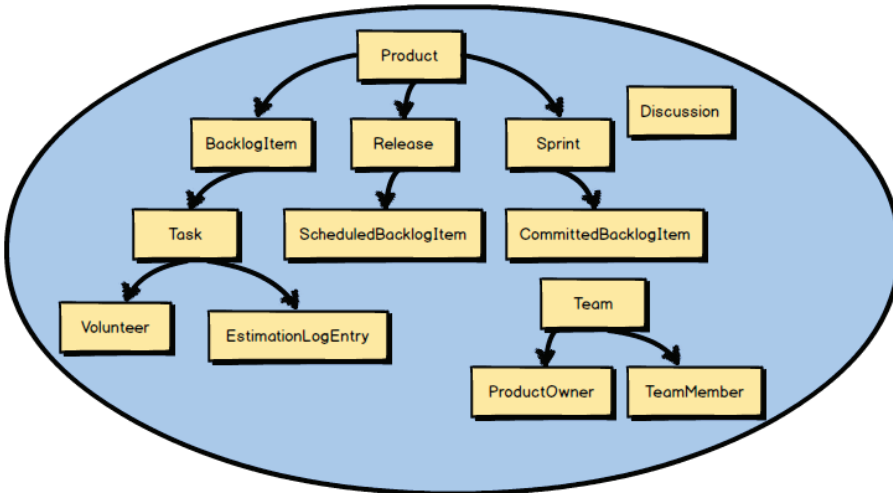 Product
Discussion
BacklogItem
Release
Sprint
Task
ScheduledBacklogItem
CommittedBacklogItem
Team
Volunteer
EstimationLogEntry
ProductOwner
TeamMember